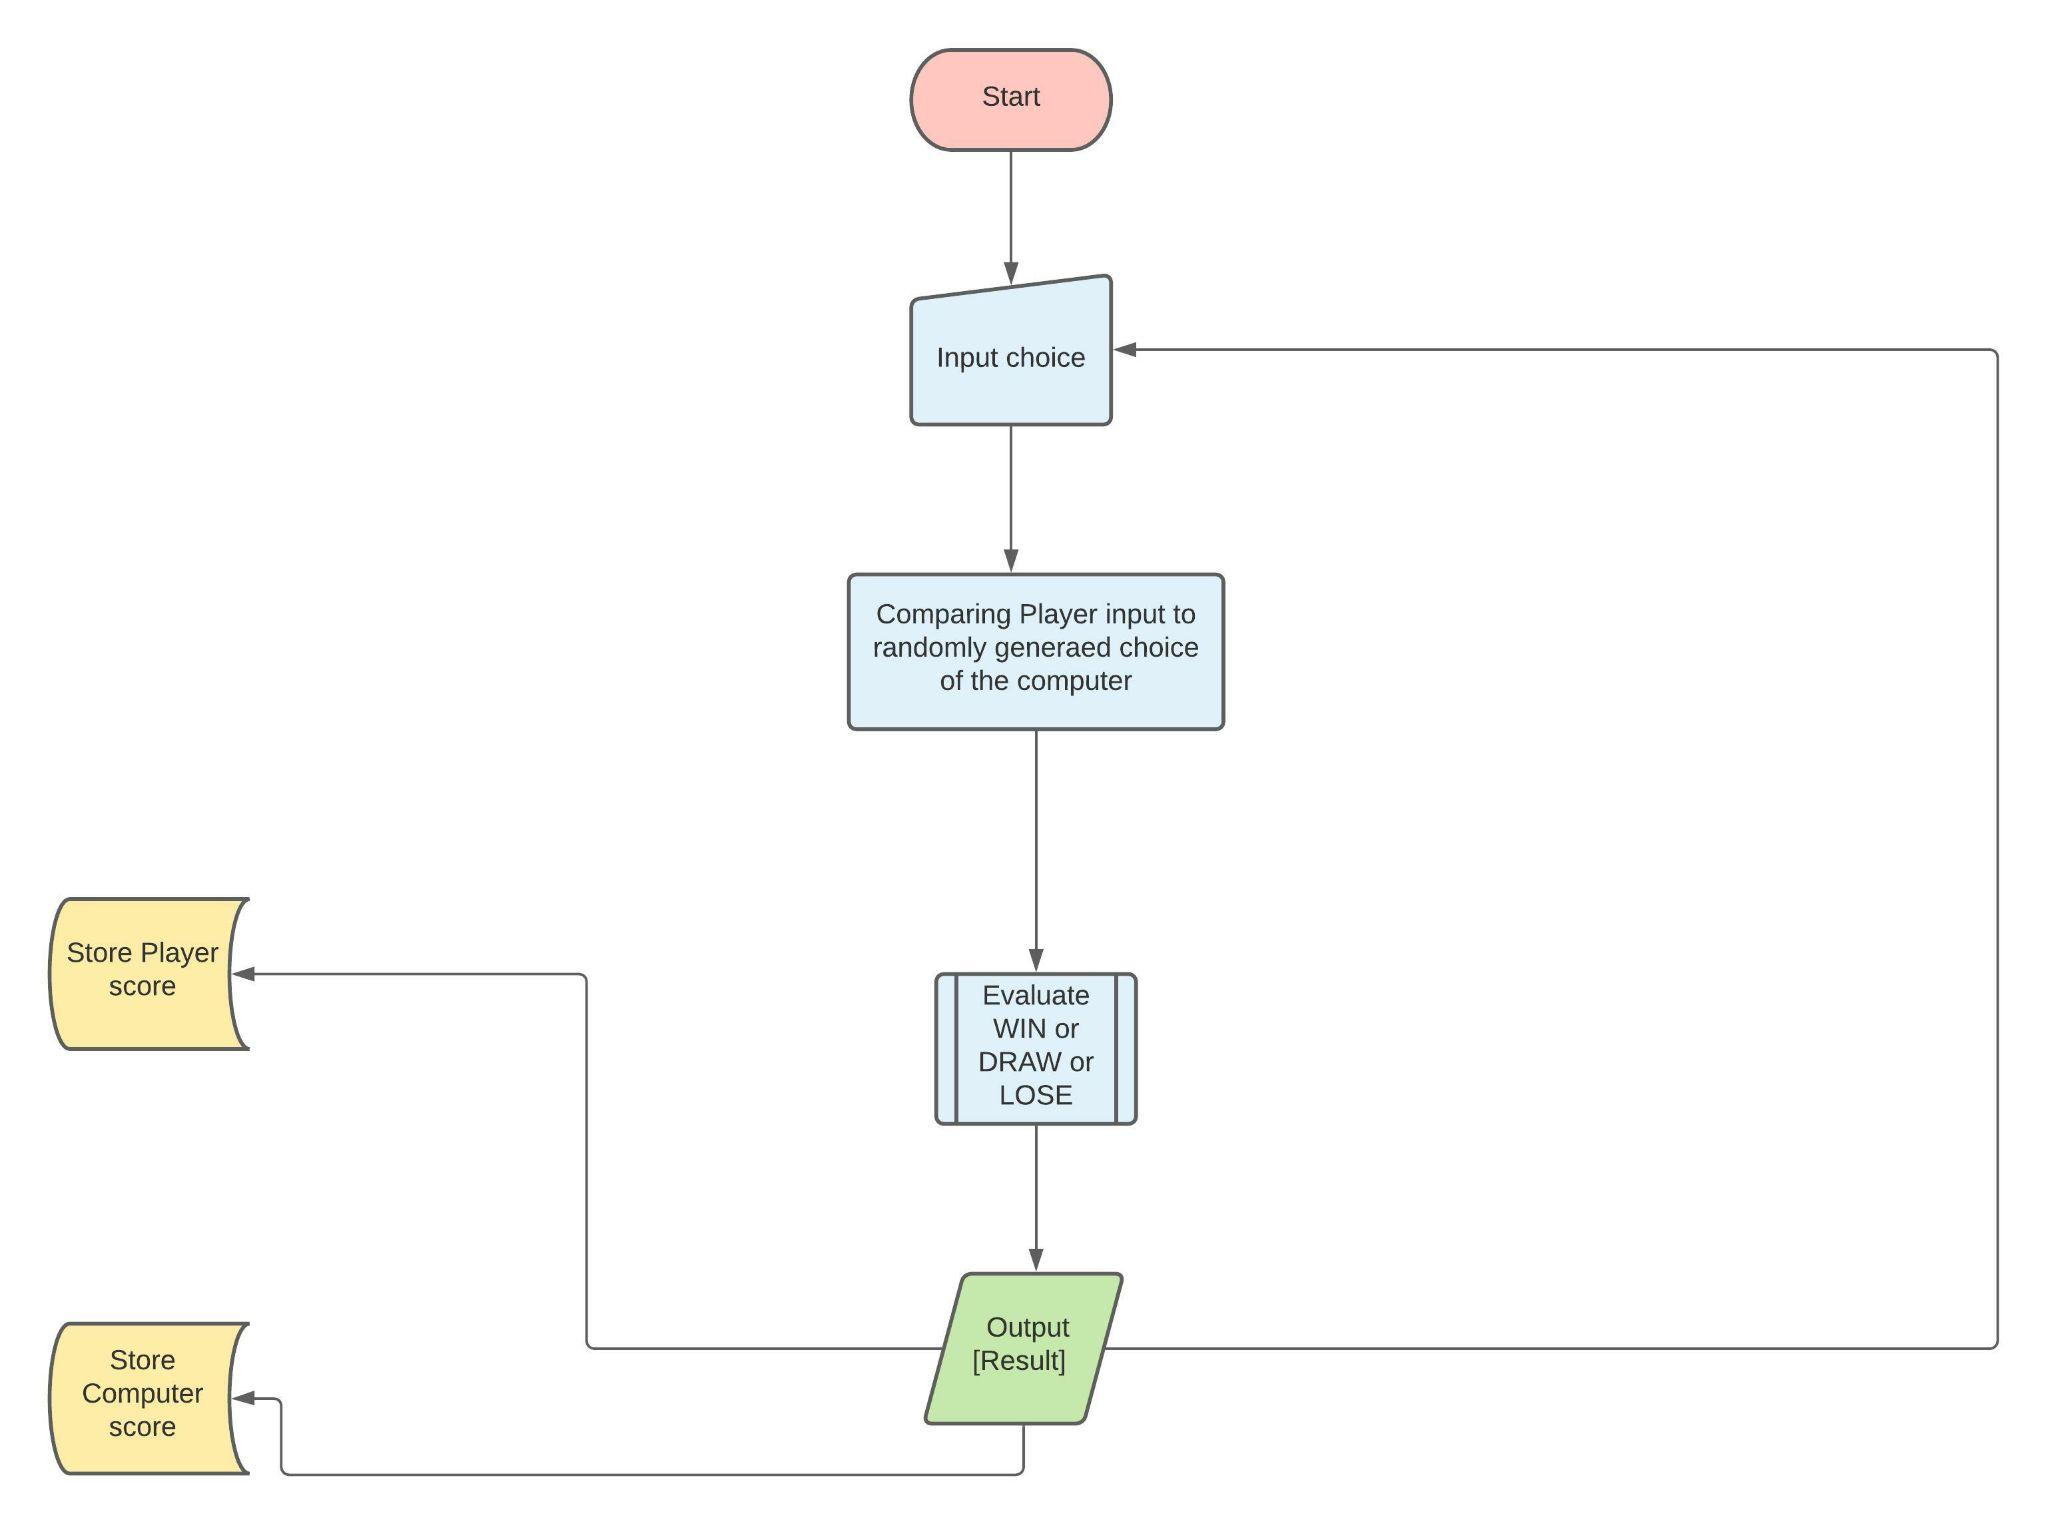 Start
Input choice
Comparing Player input to
randomly generaed choice
of the computer
Store Player
score
Evaluate
WIN or
DRAW or
LOSE
Output
[Result]
Store
Computer
score